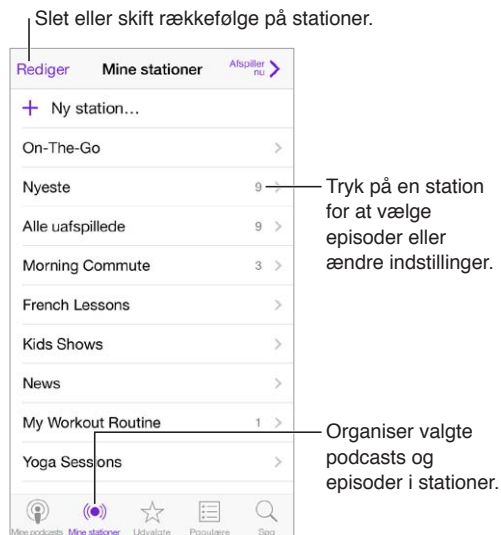 Slet eller skift rækkefølge på stationer.
Rediger
Mine stationer
Afspiller
nu
+ Ny station…
On-The-Go
Nyeste 9
Alle uafspillede 9
Morning Commute 3
French Lessons
Kids Shows
News
My Workout Routine 1
Yoga Sessions
Mine podcasts Mine stationer Udvalgte Populære Søg
Tryk på en station
for at vælge
episoder eller
ændre indstillinger.
Organiser valgte
podcasts og
episoder i stationer.